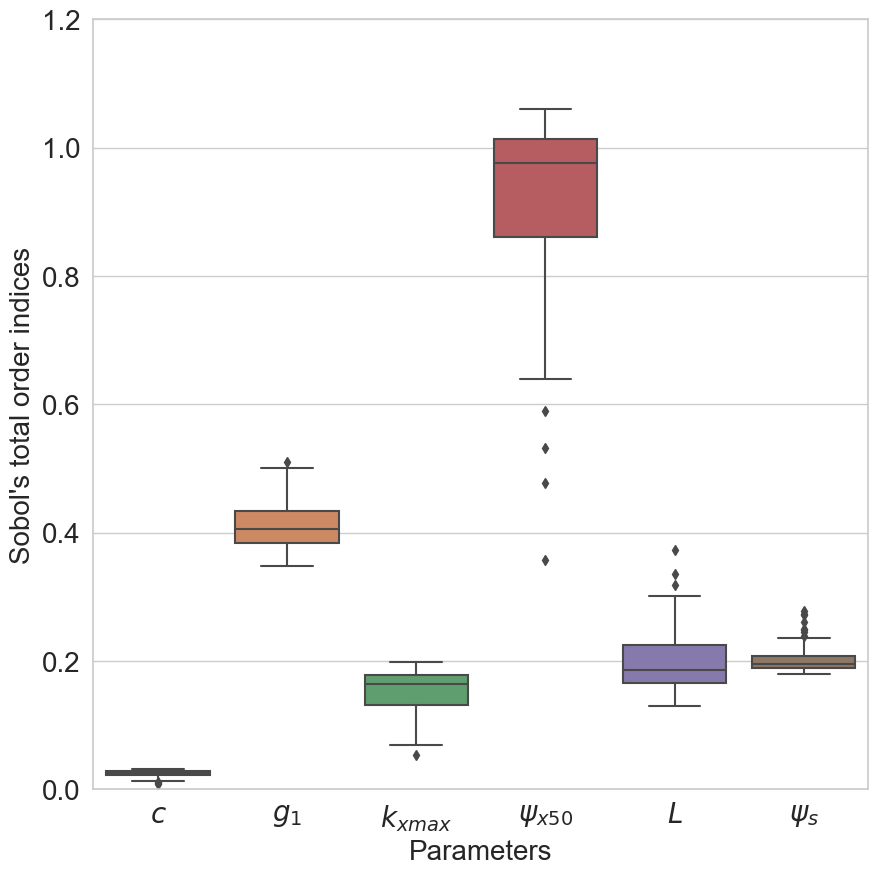 1.2
1.0
0.8
0.6
0.4
0.2
0.0
Sobol's total order indices
c g₁ kₓₘₐₓ ψₓ₅₀ L ψₛ
Parameters